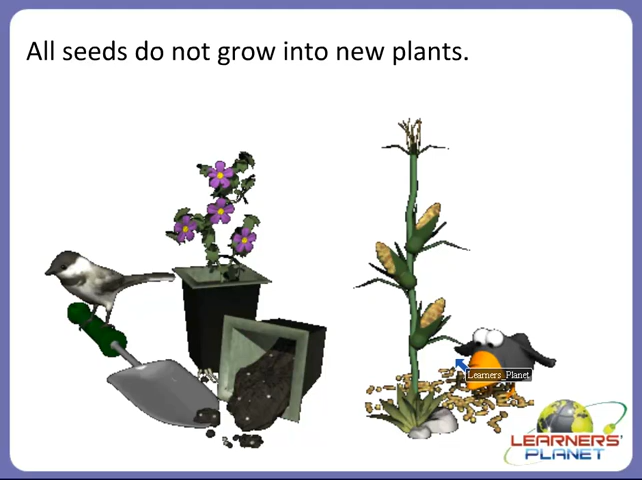 All seeds do not grow into new plants.
Learners_Planet
LEARNERS'
PLANET